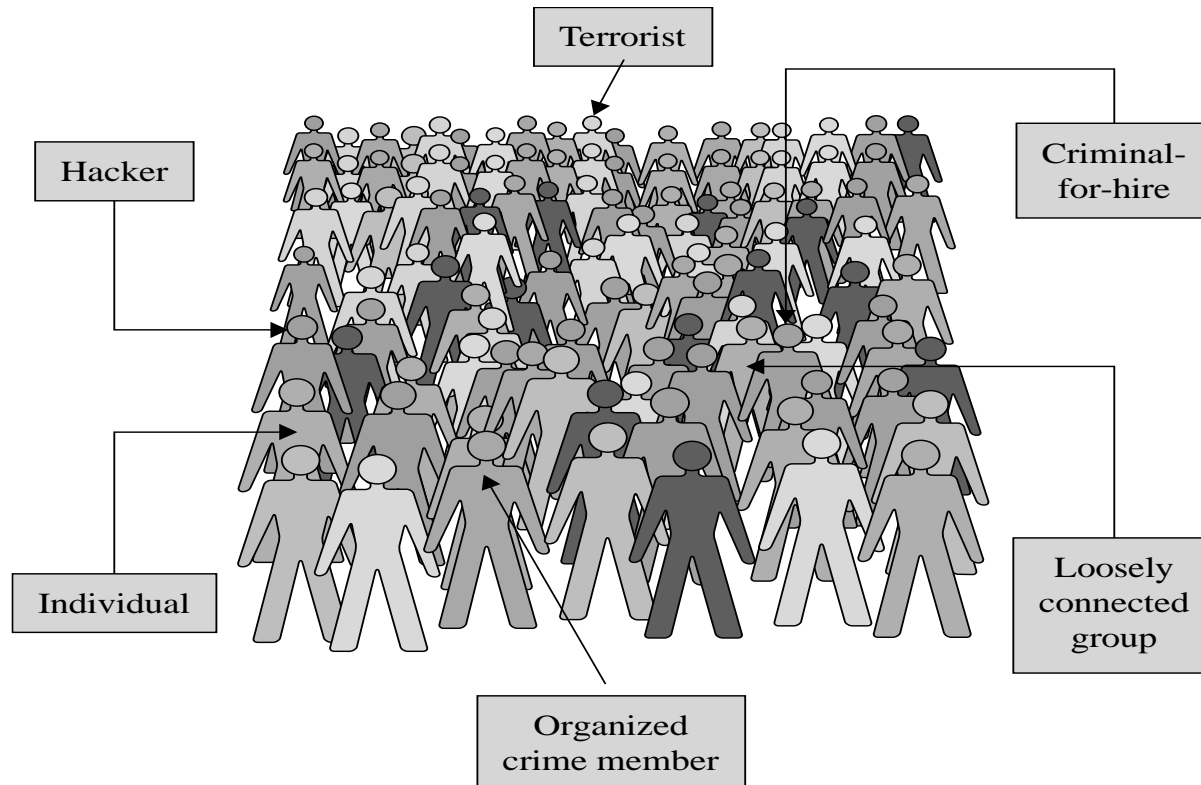 Terrorist
Hacker
Criminal-
for-hire
Individual
Loosely
connected
group
Organized
crime member